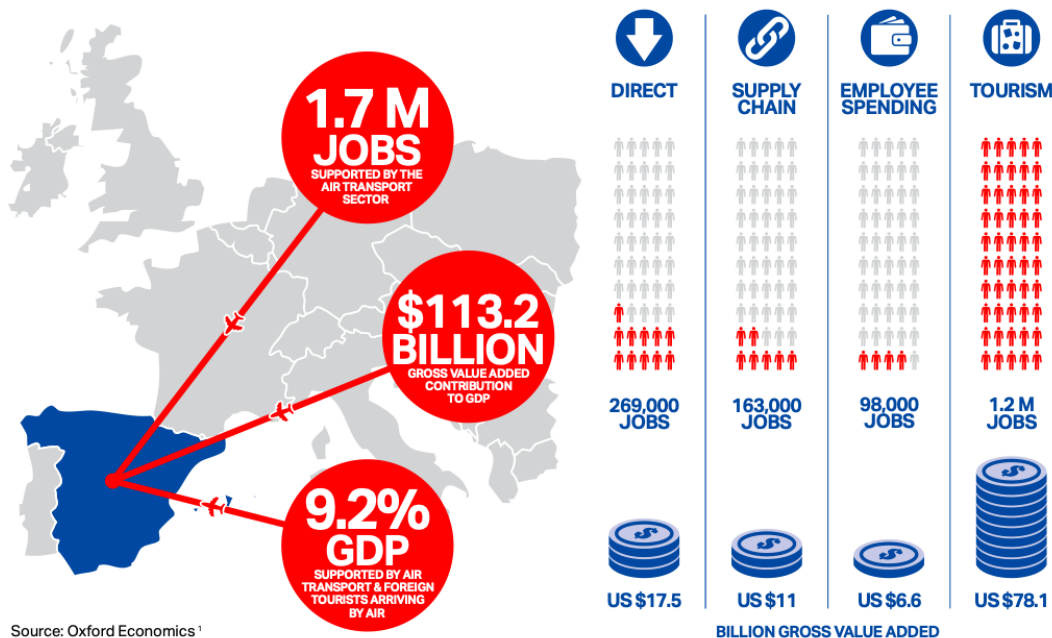 1.7 M
JOBS
SUPPORTED BY THE
AIR TRANSPORT
SECTOR
$113.2
BILLION
GROSS VALUE ADDED
CONTRIBUTION
TO GDP
9.2%
GDP
SUPPORTED BY AIR
TRANSPORT & FOREIGN
TOURISTS ARRIVING
BY AIR
Source: Oxford Economics ¹
DIRECT
269,000
JOBS
$
US $17.5
SUPPLY
CHAIN
163,000
JOBS
$
US $11
EMPLOYEE
SPENDING
98,000
JOBS
$
US $6.6
TOURISM
1.2 M
JOBS
$
US $78.1
BILLION GROSS VALUE ADDED